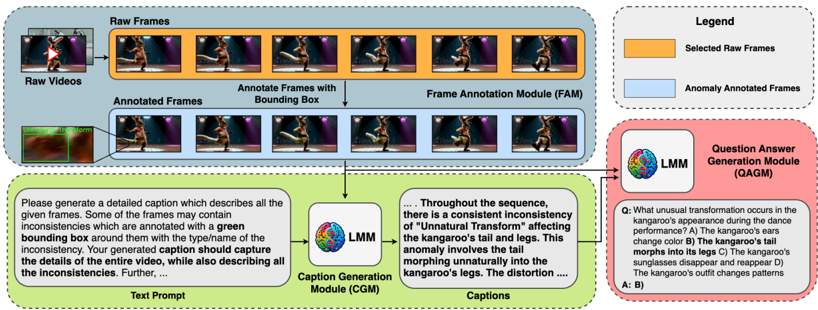 Raw Frames
Raw Videos
Annotate Frames with
Bounding Box
Frame Annotation Module (FAM)
Annotated Frames
Legend
Selected Raw Frames
Anomaly Annotated Frames
Please generate a detailed caption which describes all the
given frames. Some of the frames may contain
inconsistencies which are annotated with a green
bounding box around them with the type/name of the
inconsistency. Your generated caption should capture
the details of the entire video, while also describing all
the inconsistencies. Further, ...
Text Prompt
LMM
Caption Generation
Module (CGM)
... . Throughout the sequence,
there is a consistent inconsistency
of "Unnatural Transform" affecting
the kangaroo's tail and legs. This
anomaly involves the tail
morphing unnaturally into the
kangaroo's legs. The distortion ....
Captions
LMM
Question Answer
Generation Module
(QAGM)
Q: What unusual transformation occurs in the
kangaroo's appearance during the dance
performance? A) The kangaroo's ears
change color B) The kangaroo's tail
morphs into its legs C) The kangaroo's
sunglasses disappear and reappear D)
The kangaroo's outfit changes patterns
A: B)